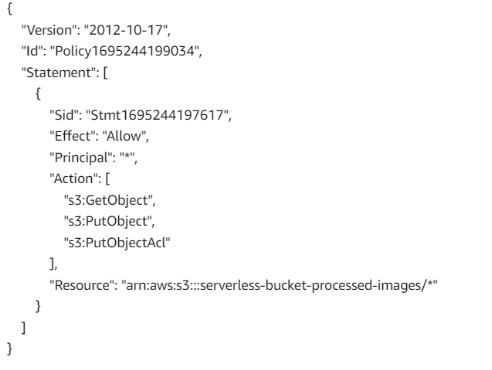 {
"Version": "2012-10-17",
"Id": "Policy1695244199034",
"Statement": [
{
"Sid": "Stmt1695244197617",
"Effect": "Allow",
"Principal": "*",
"Action": [
"s3:GetObject",
"s3:PutObject",
"s3:PutObjectAcl"
],
"Resource": "arn:aws:s3:::serverless-bucket-processed-images/*"
}
]
}